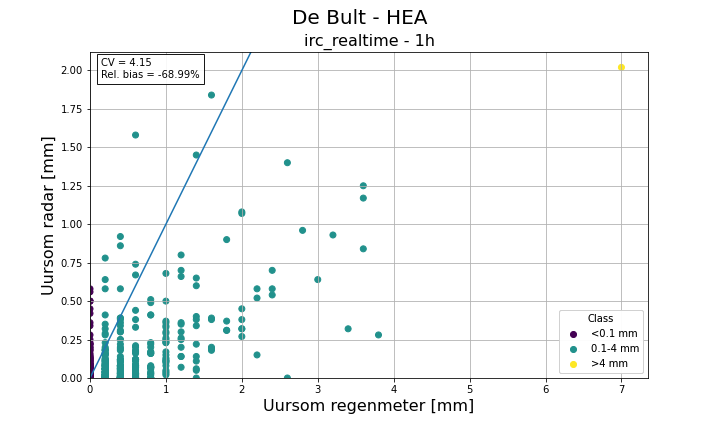 De Bult - HEA
irc_realtime - 1h
CV = 4.15
Rel. bias = -68.99%
Uursom radar [mm]
2.00
1.75
1.50
1.25
1.00
0.75
0.50
0.25
0.00
0 1 2 3 4 5 6 7
Uursom regenmeter [mm]
Class
<0.1 mm
0.1-4 mm
>4 mm